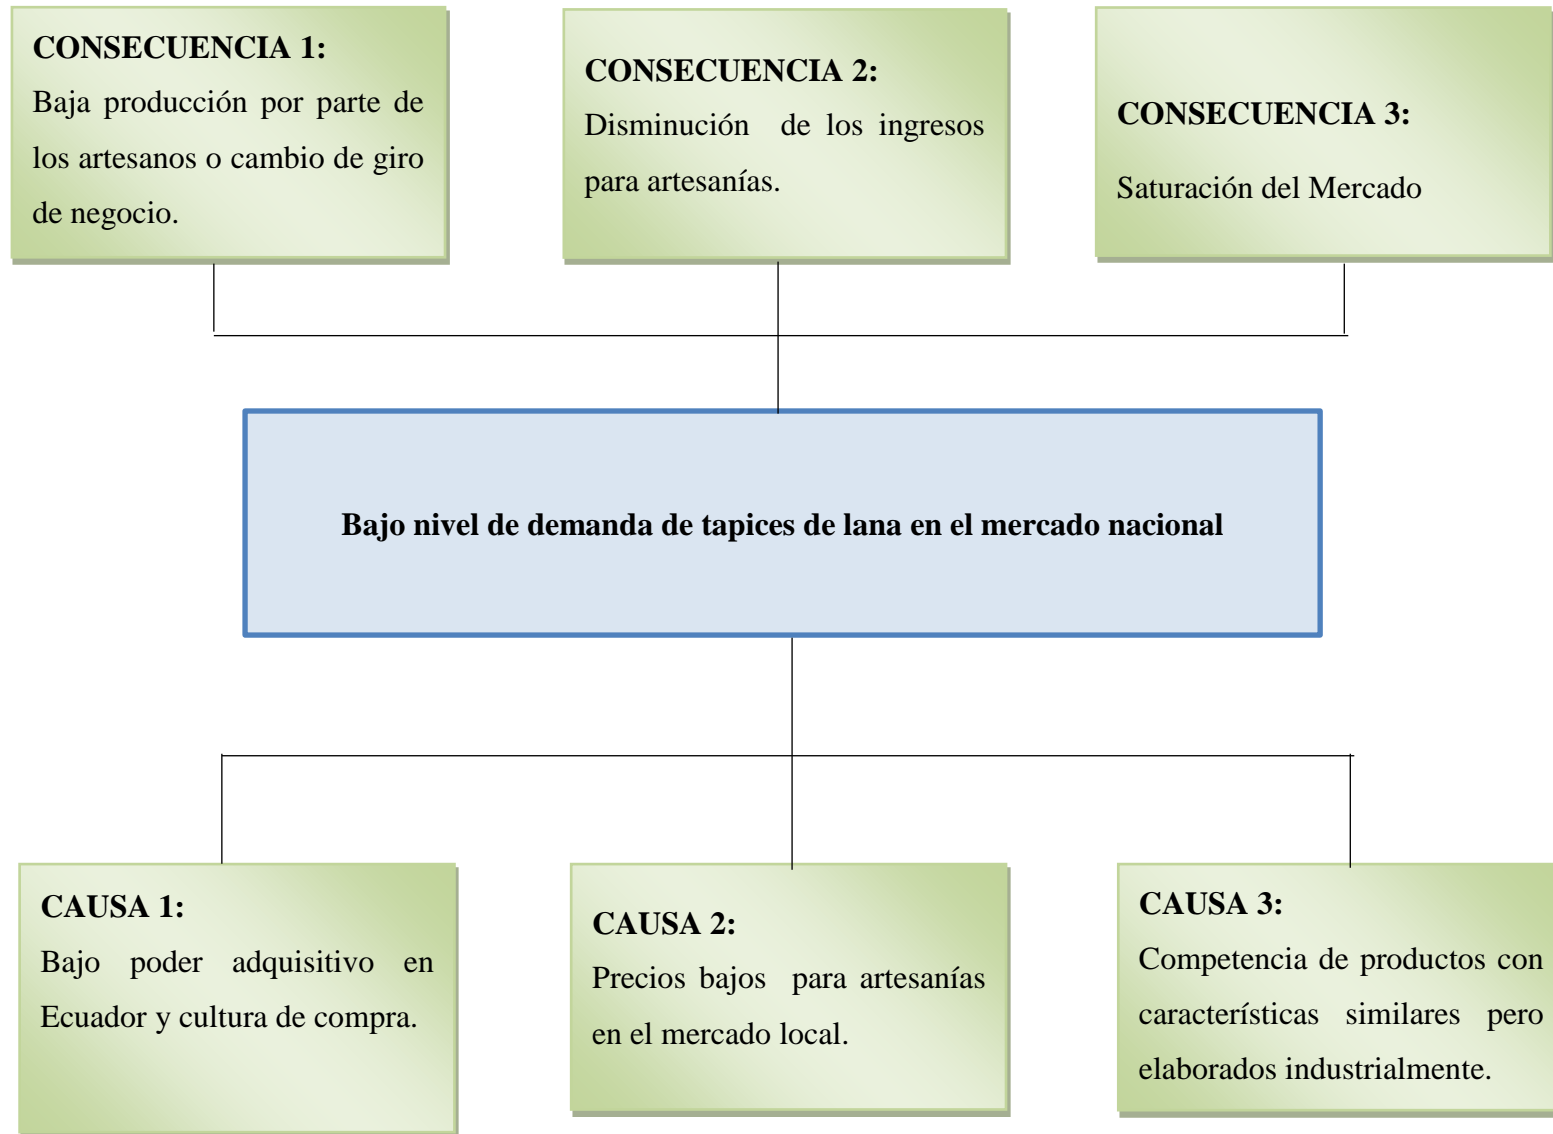 CONSECUENCIA 1:
Baja producción por parte de
los artesanos o cambio de giro
de negocio.
CONSECUENCIA 2:
Disminución de los ingresos
para artesanías.
CONSECUENCIA 3:
Saturación del Mercado
Bajo nivel de demanda de tapices de lana en el mercado nacional
CAUSA 1:
Bajo poder adquisitivo en
Ecuador y cultura de compra.
CAUSA 2:
Precios bajos para artesanías
en el mercado local.
CAUSA 3:
Competencia de productos con
características similares pero
elaborados industrialmente.